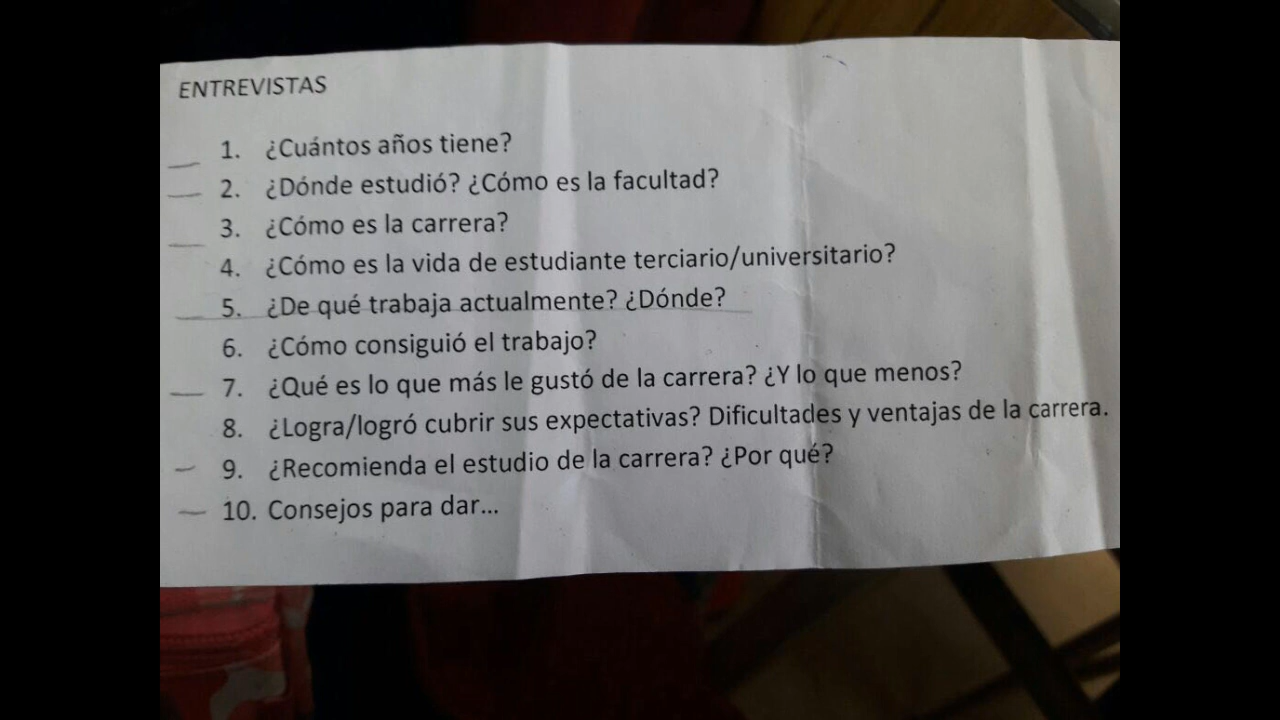 ENTREVISTAS
1. ¿Cuántos años tiene?
2. ¿Dónde estudió? ¿Cómo es la facultad?
3. ¿Cómo es la carrera?
4. ¿Cómo es la vida de estudiante terciario/universitario?
5. ¿De qué trabaja actualmente? ¿Dónde?
6. ¿Cómo consiguió el trabajo?
7. ¿Qué es lo que más le gustó de la carrera? ¿Y lo que menos?
8. ¿Logra/logró cubrir sus expectativas? Dificultades y ventajas de la carrera.
9. ¿Recomienda el estudio de la carrera? ¿Por qué?
10. Consejos para dar...